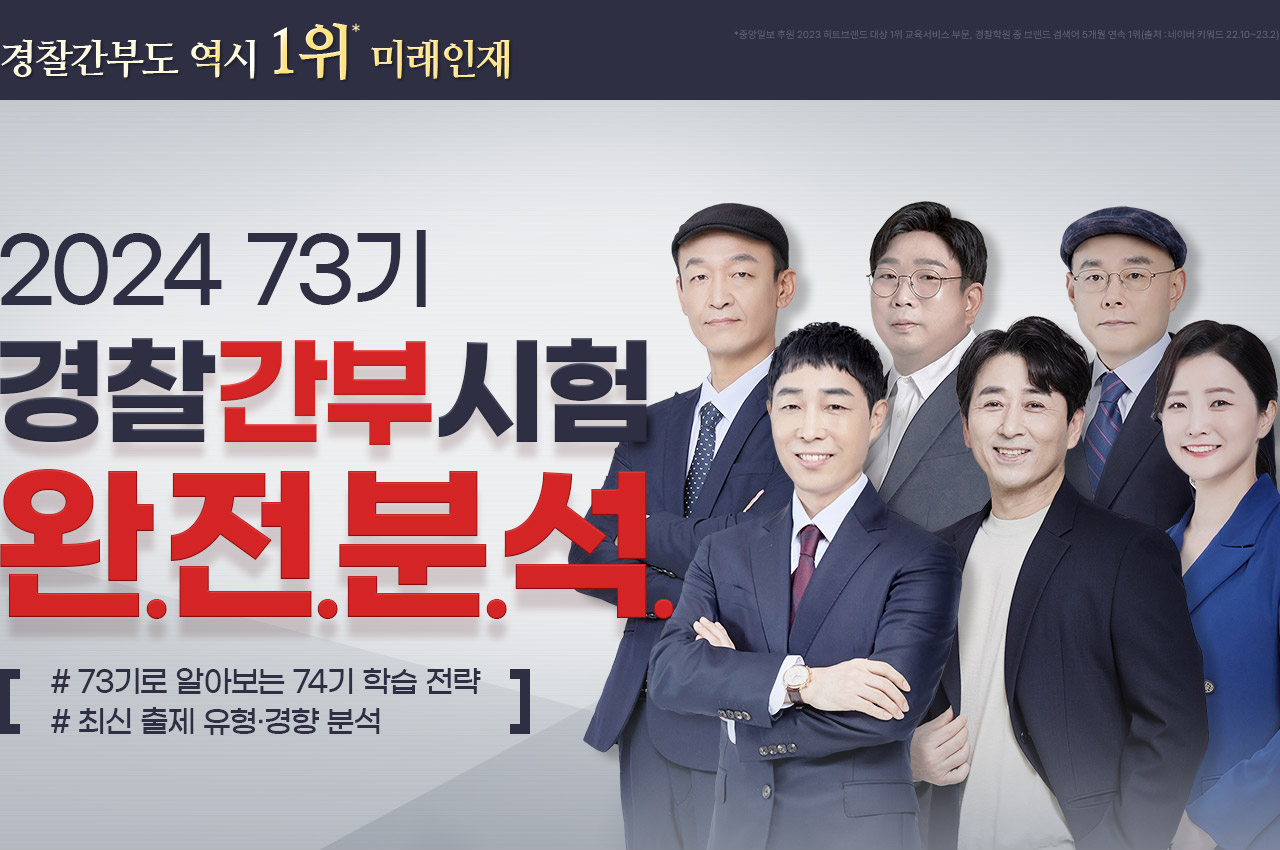 경찰간부도 역시 1위* 미래인재
*중앙일보 후원 2023 히트브랜드 대상 1위 교육서비스 부문, 경찰학원 중 브랜드 검색어 5개월 연속 1위(출처 : 네이버 키워드 22.10~23.2)
2024 73기
경찰간부시험
완.전.분.석.
# 73기로 알아보는 74기 학습 전략
# 최신 출제 유형·경향 분석